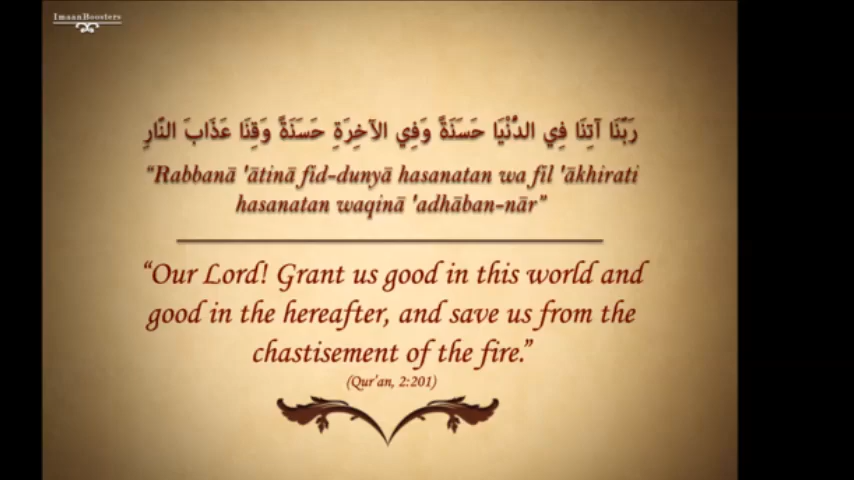 ImaanBoosters
رَبَّنَا آتِنَا فِي الدُّنْيَا حَسَنَةً وَفِي الآخِرَةِ حَسَنَةً وَقِنَا عَذَابَ النَّارِ
“Rabbanā 'ātinā fid-dunyā hasanatan wa fil 'ākhirati
hasanatan waqinā 'adhāban-nār”
“Our Lord! Grant us good in this world and
good in the hereafter, and save us from the
chastisement of the fire.”
(Qur'an, 2:201)